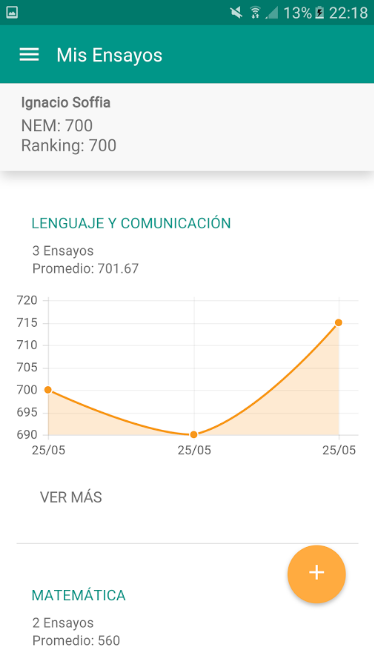 13% 22:18
Mis Ensayos
Ignacio Soffia
NEM: 700
Ranking: 700
LENGUAJE Y COMUNICACIÓN
3 Ensayos
Promedio: 701.67
720
715
710
705
700
695
690
25/05 25/05 25/05
VER MÁS
+
MATEMÁTICA
2 Ensayos
Promedio: 560